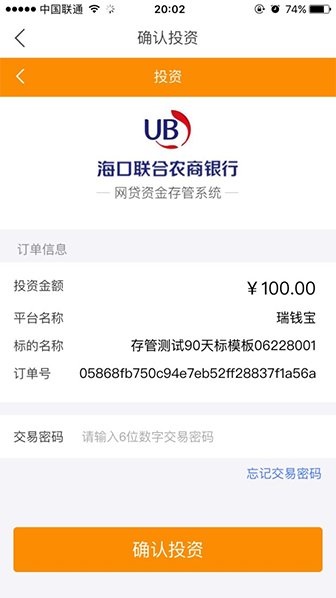 中国联通 20:02 74%
确认投资
投资
UB
海口联合农商银行
网贷资金存管系统
订单信息
投资金额 ¥100.00
平台名称 瑞钱宝
标的名称 存管测试90天标模板06228001
订单号 05868fb750c94e7eb52ff28837f1a56a
交易密码 请输入6位数字交易密码
忘记交易密码
确认投资